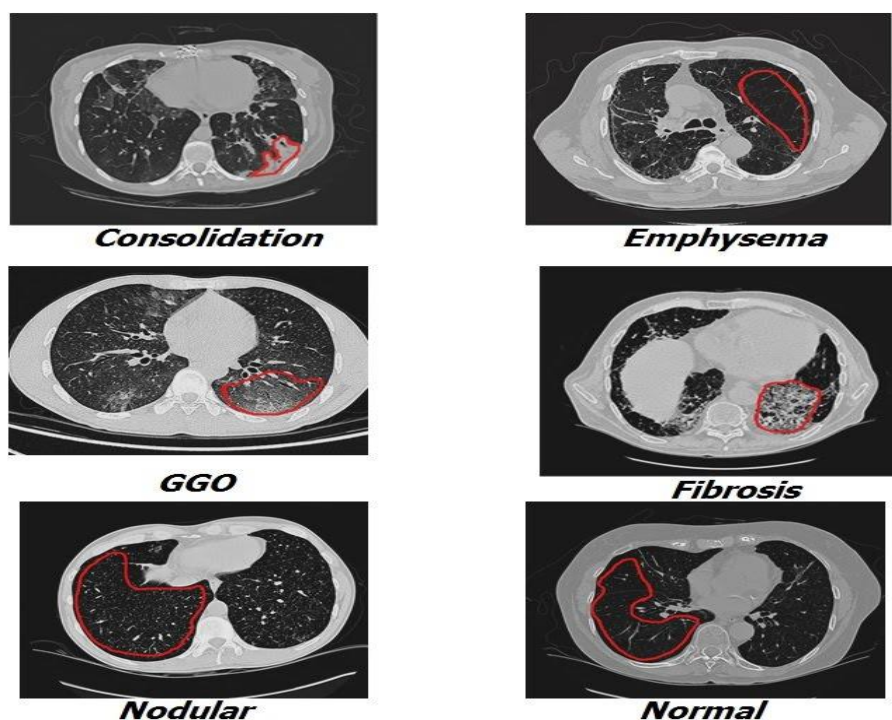 Consolidation
Emphysema
GGO
Fibrosis
Nodular
Normal